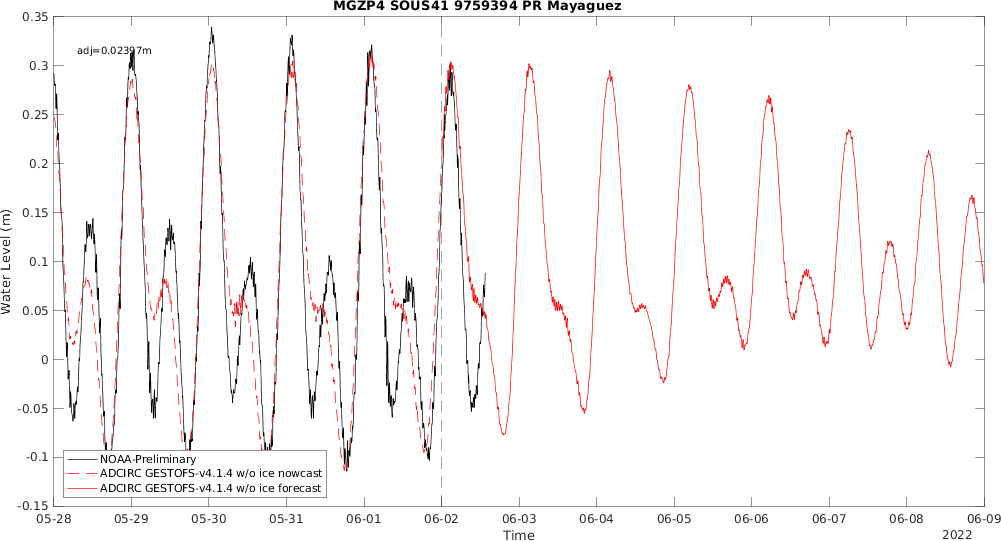 MGZP4 SOUS41 9759394 PR Mayaguez
adj=0.02397m
Water Level (m)
0.35
0.3
0.25
0.2
0.15
0.1
0.05
0
-0.05
-0.1
-0.15
NOAA-Preliminary
ADCIRC GESTOFS-v4.1.4 w/o ice nowcast
ADCIRC GESTOFS-v4.1.4 w/o ice forecast
05-28 05-29 05-30 05-31 06-01 06-02 06-03 06-04 06-05 06-06 06-07 06-08 06-09
Time
2022